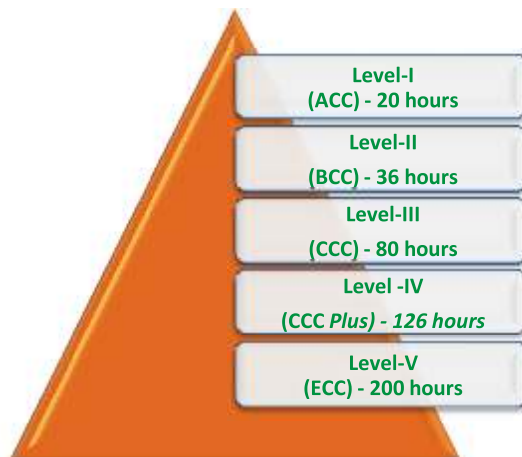 Level-I
(ACC) - 20 hours
Level-II
(BCC) - 36 hours
Level-III
(CCC) - 80 hours
Level -IV
(CCC Plus) - 126 hours
Level-V
(ECC) - 200 hours